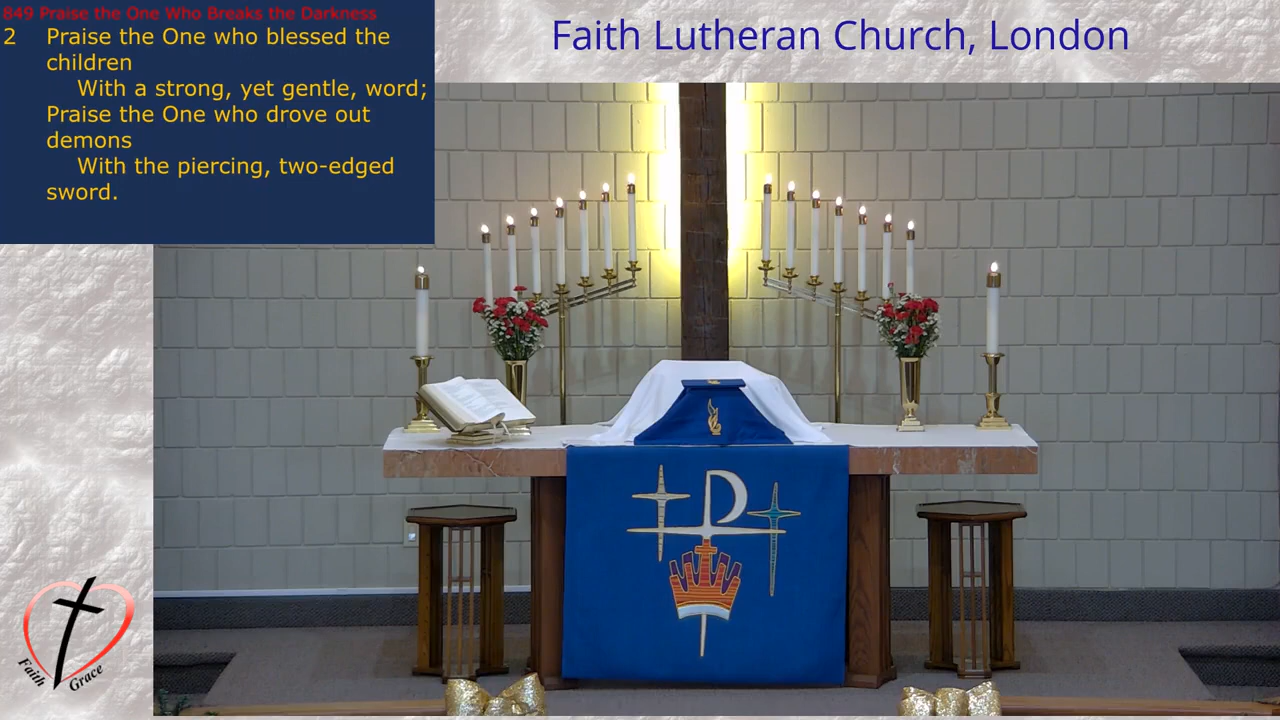 849 Praise the One Who Breaks the Darkness
2 Praise the One who blessed the
children
With a strong, yet gentle, word;
Praise the One who drove out
demons
With the piercing, two-edged
sword.
Faith Lutheran Church, London
Faith
Grace